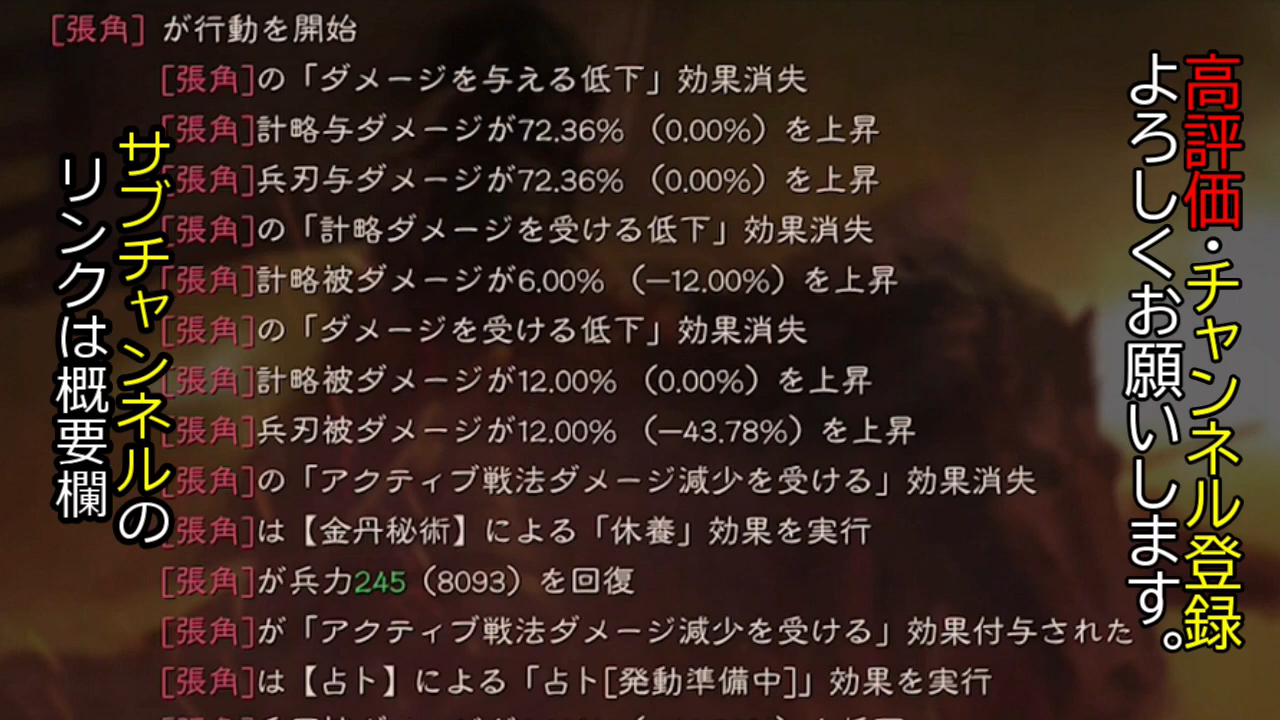 [張角] が行動を開始
[張角]の「ダメージを与える低下」効果消失
[張角]計略与ダメージが72.36% （0.00%）を上昇
[張角]兵刃与ダメージが72.36% （0.00%）を上昇
[張角]の「計略ダメージを受ける低下」効果消失
[張角]計略被ダメージが6.00% （−12.00%）を上昇
[張角]の「ダメージを受ける低下」効果消失
[張角]計略被ダメージが12.00% （0.00%）を上昇
[張角]兵刃被ダメージが12.00% （−43.78%）を上昇
[張角]の「アクティブ戦法ダメージ減少を受ける」効果消失
[張角]は【金丹秘術】による「休養」効果を実行
[張角]が兵力245（8093）を回復
[張角]が「アクティブ戦法ダメージ減少を受ける」効果付与された
[張角]は【占卜】による「占卜[発動準備中]」効果を実行
高評価・チャンネル登録
よろしくお願いします。
サブチャンネルの
リンクは概要欄